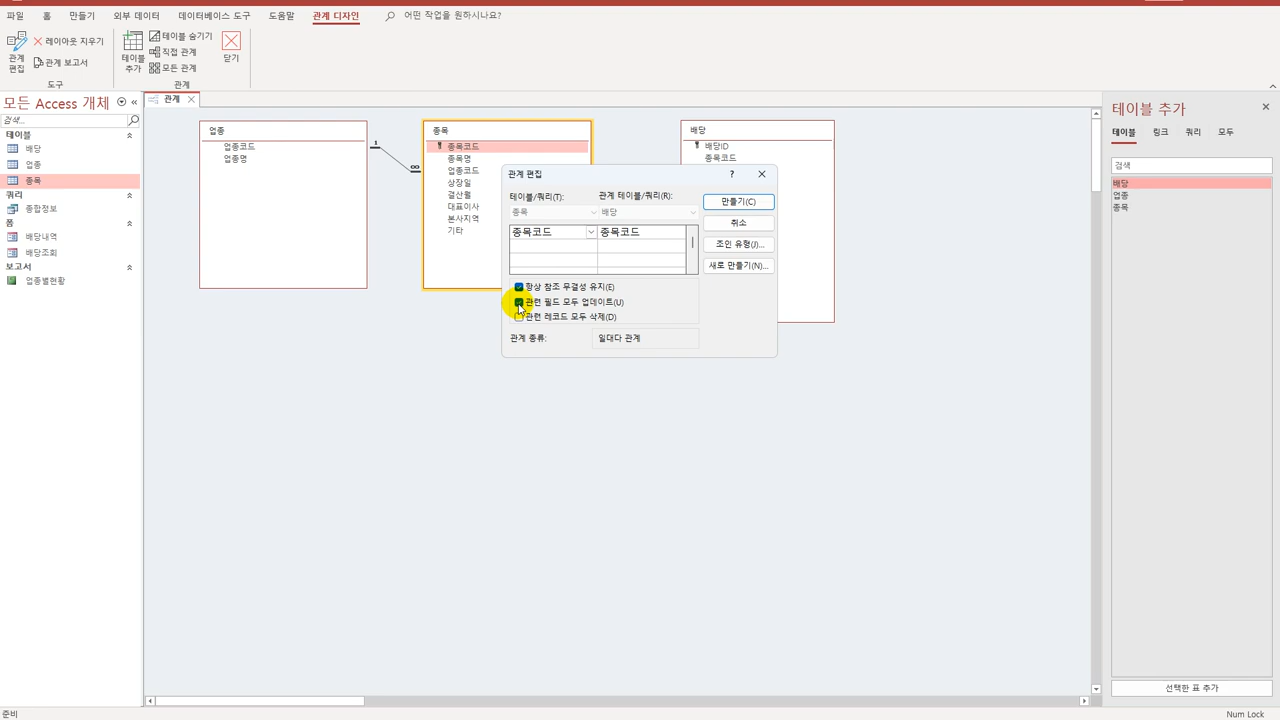 파일 홈 만들기 외부 데이터 데이터베이스 도구 도움말 관계 디자인 어떤 작업을 원하시나요?
관계
편집
레이아웃 지우기
관계 보고서
도구
테이블
추가
테이블 숨기기
직접 관계
모든 관계
관계
닫기
모든 Access 개체
검색...
테이블
배당
업종
종목
쿼리
종합정보
폼
배당내역
배당조회
보고서
업종별현황
관계
업종
업종코드
업종명
1
∞
종목
종목코드
종목명
업종코드
상장일
결산월
대표이사
본사지역
기타
배당
배당ID
종목코드
관계 편집
?
테이블/쿼리(T): 관계 테이블/쿼리(R):
종목 배당
종목코드 종목코드
항상 참조 무결성 유지(E)
관련 필드 모두 업데이트(U)
관련 레코드 모두 삭제(D)
관계 종류: 일대다 관계
만들기(C)
취소
조인 유형(J)...
새로 만들기(N)...
테이블 추가
테이블 링크 쿼리 모두
검색
배당
업종
종목
선택한 표 추가
준비
Num Lock